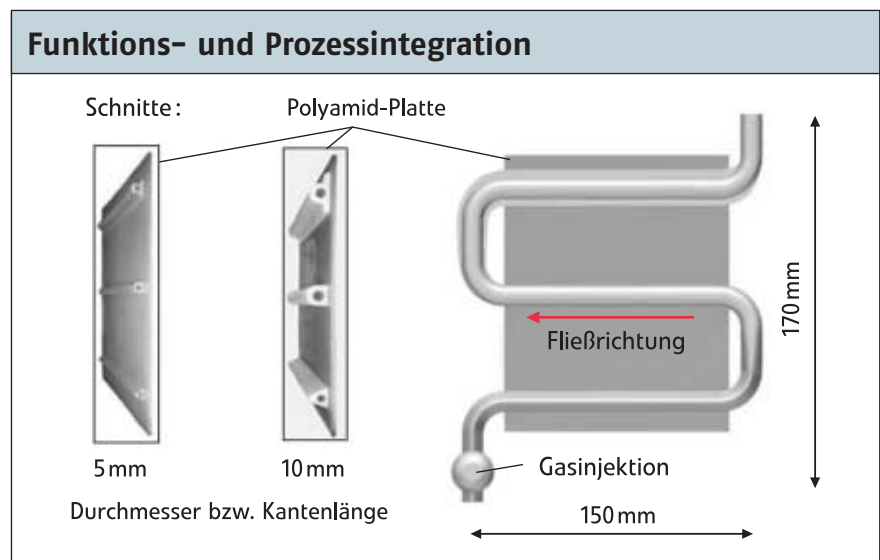 Funktions- und Prozessintegration
Schnitte:
Polyamid-Platte
170 mm
Fließrichtung
5 mm
10 mm
Gasinjektion
Durchmesser bzw. Kantenlänge
150 mm